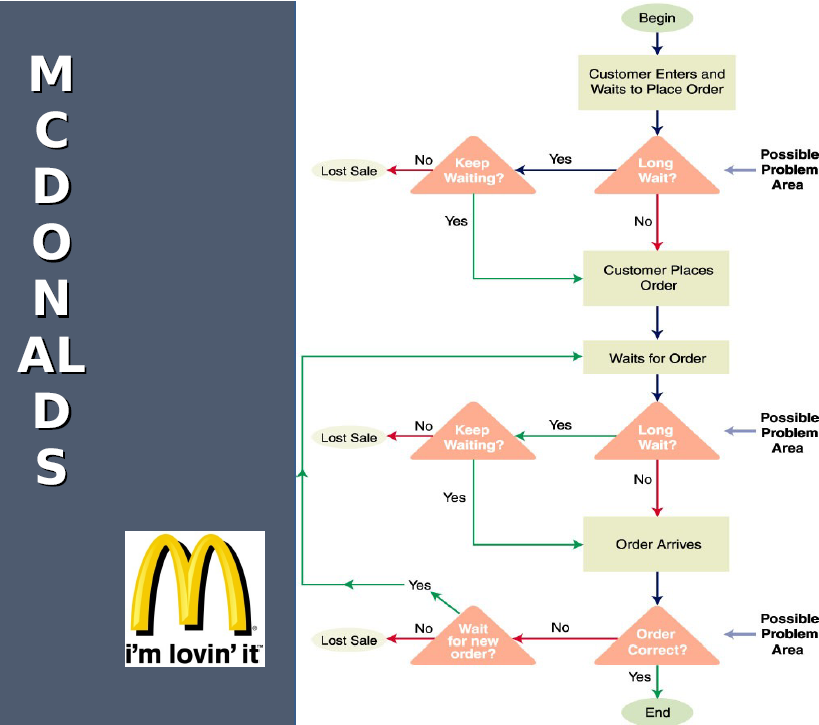 M
C
D
O
N
AL
D
S
i'm lovin' it™
®
Begin
Customer Enters and
Waits to Place Order
Lost Sale
No
Keep
Waiting?
Yes
Long
Wait?
Possible
Problem
Area
Yes
No
Customer Places
Order
Waits for Order
Lost Sale
No
Keep
Waiting?
Yes
Long
Wait?
Possible
Problem
Area
Yes
No
Order Arrives
Yes
Lost Sale
No
Wait
for new
order?
No
Order
Correct?
Possible
Problem
Area
Yes
End